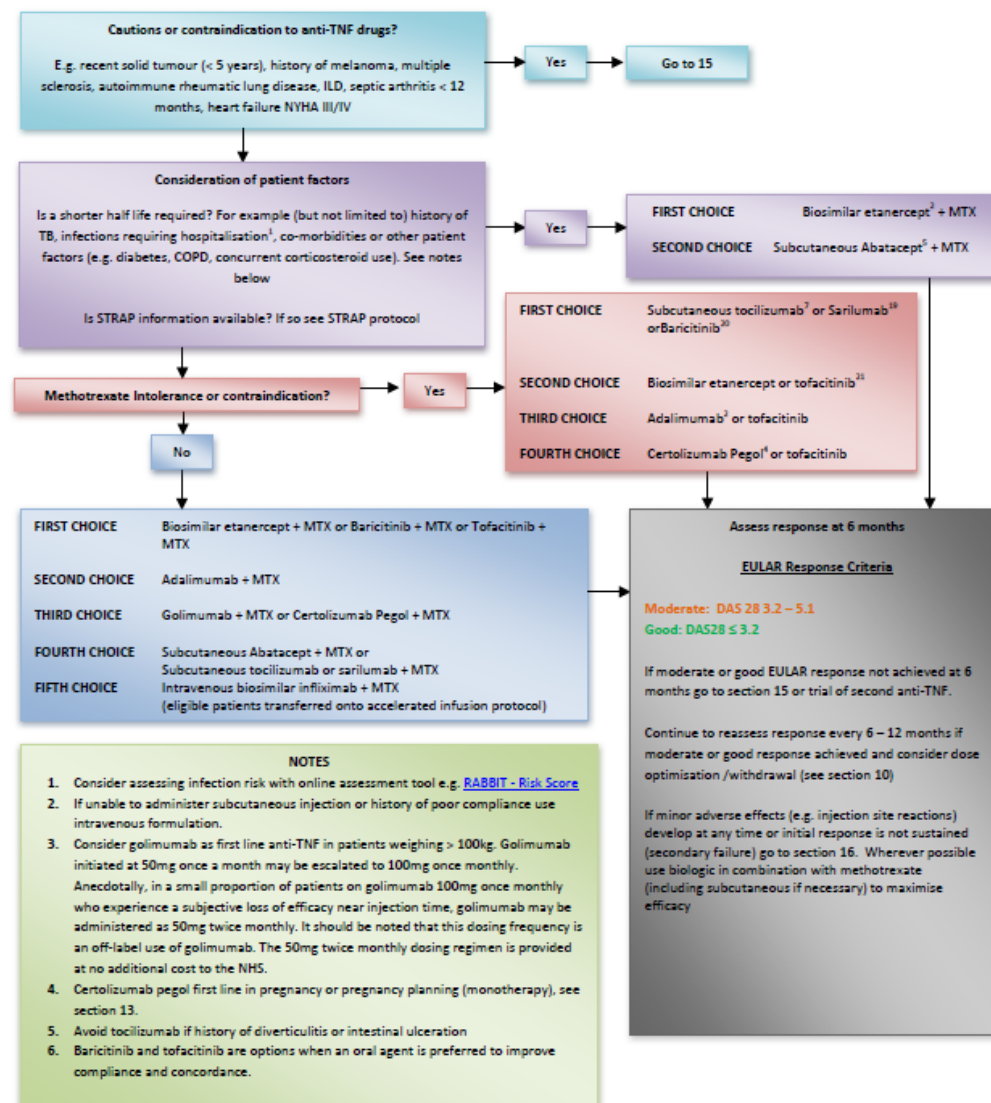 Cautions or contraindication to anti-TNF drugs?
E.g. recent solid tumour (< 5 years), history of melanoma, multiple
sclerosis, autoimmune rheumatic lung disease, ILD, septic arthritis < 12
months, heart failure NYHA III/IV
Yes
Go to 15
Consideration of patient factors
Is a shorter half life required? For example (but not limited to) history of
TB, infections requiring hospitalisation1, co-morbidities or other patient
factors (e.g. diabetes, COPD, concurrent corticosteroid use). See notes
below
Is STRAP information available? If so see STRAP protocol
Yes
FIRST CHOICE Biosimilar etanercept2 + MTX
SECOND CHOICE Subcutaneous Abatacept5 + MTX
Methotrexate Intolerance or contraindication?
Yes
FIRST CHOICE Subcutaneous tocilizumab7 or Sarilumab19
orBaricitinib20
SECOND CHOICE Biosimilar etanercept or tofacitinib21
THIRD CHOICE Adalimumab2 or tofacitinib
FOURTH CHOICE Certolizumab Pegol4 or tofacitinib
No
FIRST CHOICE Biosimilar etanercept + MTX or Baricitinib + MTX or Tofacitinib +
MTX
SECOND CHOICE Adalimumab + MTX
THIRD CHOICE Golimumab + MTX or Certolizumab Pegol + MTX
FOURTH CHOICE Subcutaneous Abatacept + MTX or
Subcutaneous tocilizumab or sarilumab + MTX
FIFTH CHOICE Intravenous biosimilar infliximab + MTX
(eligible patients transferred onto accelerated infusion protocol)
Assess response at 6 months
EULAR Response Criteria
Moderate: DAS 28 3.2 – 5.1
Good: DAS28 ≤ 3.2
If moderate or good EULAR response not achieved at 6
months go to section 15 or trial of second anti-TNF.
Continue to reassess response every 6 – 12 months if
moderate or good response achieved and consider dose
optimisation /withdrawal (see section 10)
If minor adverse effects (e.g. injection site reactions)
develop at any time or initial response is not sustained
(secondary failure) go to section 16. Wherever possible
use biologic in combination with methotrexate
(including subcutaneous if necessary) to maximise
efficacy
NOTES
1. Consider assessing infection risk with online assessment tool e.g. RABBIT - Risk Score
2. If unable to administer subcutaneous injection or history of poor compliance use
intravenous formulation.
3. Consider golimumab as first line anti-TNF in patients weighing > 100kg. Golimumab
initiated at 50mg once a month may be escalated to 100mg once monthly.
Anecdotally, in a small proportion of patients on golimumab 100mg once monthly
who experience a subjective loss of efficacy near injection time, golimumab may be
administered as 50mg twice monthly. It should be noted that this dosing frequency is
an off-label use of golimumab. The 50mg twice monthly dosing regimen is provided
at no additional cost to the NHS.
4. Certolizumab pegol first line in pregnancy or pregnancy planning (monotherapy), see
section 13.
5. Avoid tocilizumab if history of diverticulitis or intestinal ulceration
6. Baricitinib and tofacitinib are options when an oral agent is preferred to improve
compliance and concordance.